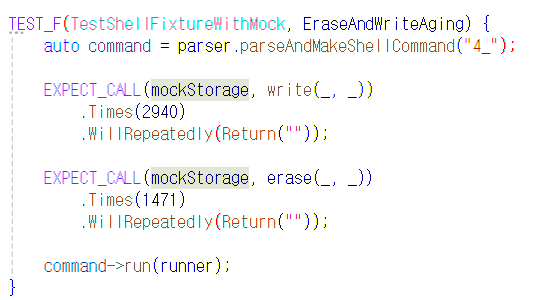 TEST_F(TestShellFixtureWithMock, EraseAndWriteAging) {
    auto command = parser.parseAndMakeShellCommand("4_");
    EXPECT_CALL(mockStorage, write(_, _))
        .Times(2940)
        .WillRepeatedly(Return(""));
    EXPECT_CALL(mockStorage, erase(_, _))
        .Times(1471)
        .WillRepeatedly(Return(""));
    command->run(runner);
}